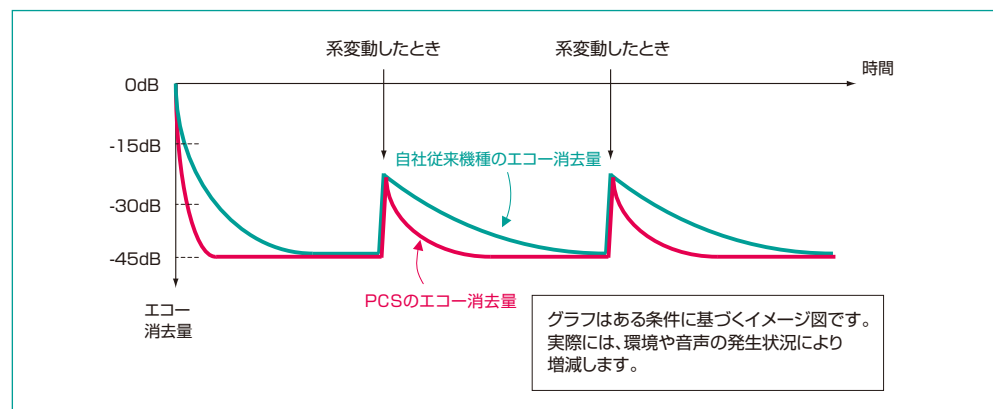 系変動したとき
系変動したとき
時間
0dB
-15dB
自社従来機種のエコー消去量
-30dB
-45dB
PCSのエコー消去量
エコー
消去量
グラフはある条件に基づくイメージ図です。
実際には、環境や音声の発生状況により
増減します。